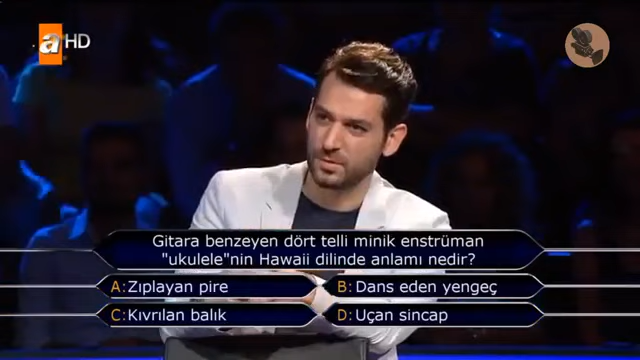 atv HD
Gitara benzeyen dört telli minik enstrüman
"ukulele"nin Hawaii dilinde anlamı nedir?
A:Zıplayan pire
B:Dans eden yengeç
C:Kıvrılan balık
D:Uçan sincap